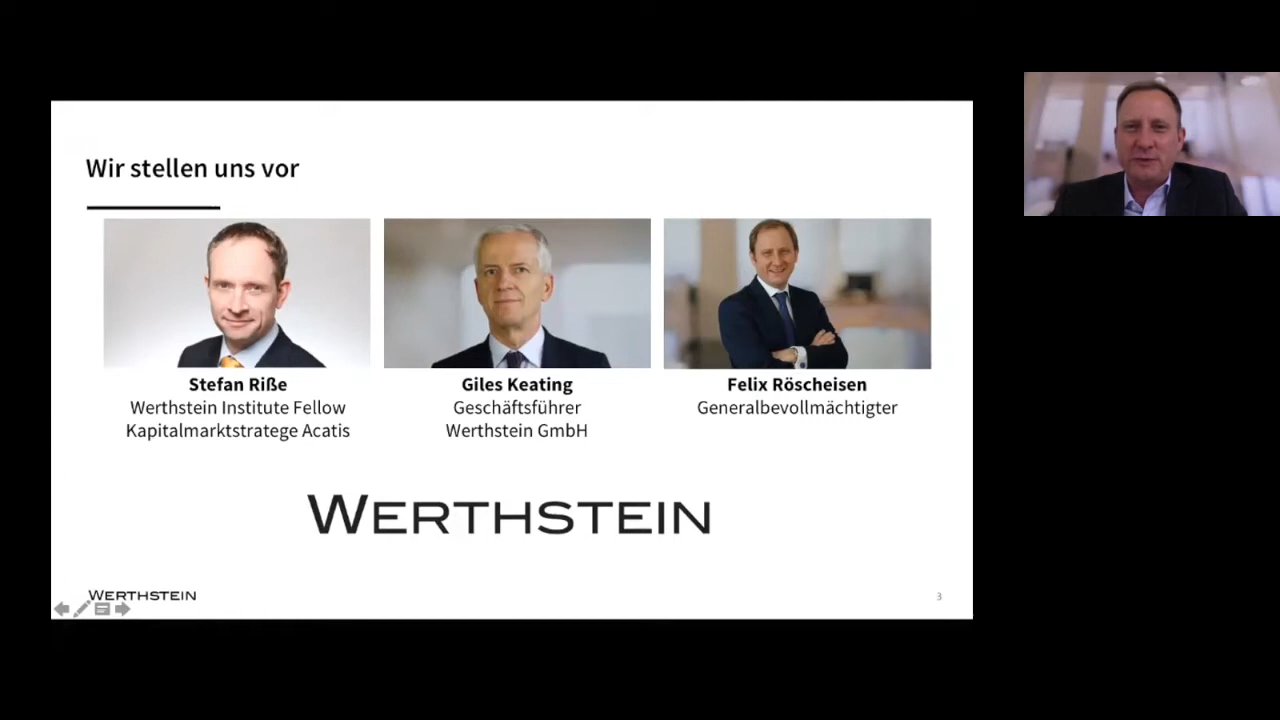 Wir stellen uns vor
Stefan Riße
Werthstein Institute Fellow
Kapitalmarktstratege Acatis
Giles Keating
Geschäftsführer
Werthstein GmbH
Felix Röscheisen
Generalbevollmächtigter
WERTHSTEIN
WERTHSTEIN
3